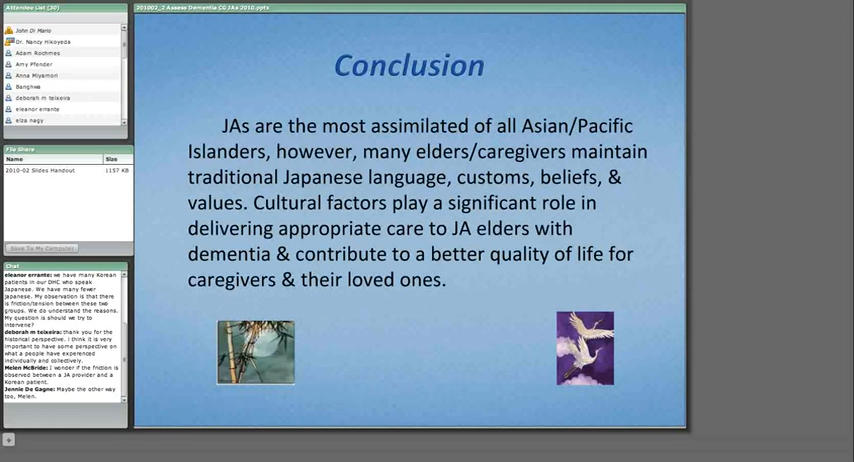 Attendee List (30)
John Di Mario
Dr. Nancy Hikoyeda
Adam Rochmes
Amy Pfender
Anna Miyamori
Banghwa
deborah m teixeira
eleanor errante
elza nagy
File Share
Name Size
2010-02 Slides Handout 1157 KB
Save To My Computer
Chat
eleanor errante: we have many Korean
patients in our DHC who speak
Japanese. We have many fewer
japanese. My observation is that there
is friction/tension between these two
groups. We do understand the reasons.
My question is should we try to
intervene?
deborah m teixeira: thank you for the
historical perspective. I think it is very
important to have some perspective on
what a people have experienced
individually and collectively.
Melen McBride: I wonder if the friction is
observed between a JA provider and a
Korean patient.
Jennie De Gagne: Maybe the other way
too, Melen.
201002_2 Assess Dementia CG JAs 2010.pptx
Conclusion
JAs are the most assimilated of all Asian/Pacific
Islanders, however, many elders/caregivers maintain
traditional Japanese language, customs, beliefs, &
values. Cultural factors play a significant role in
delivering appropriate care to JA elders with
dementia & contribute to a better quality of life for
caregivers & their loved ones.